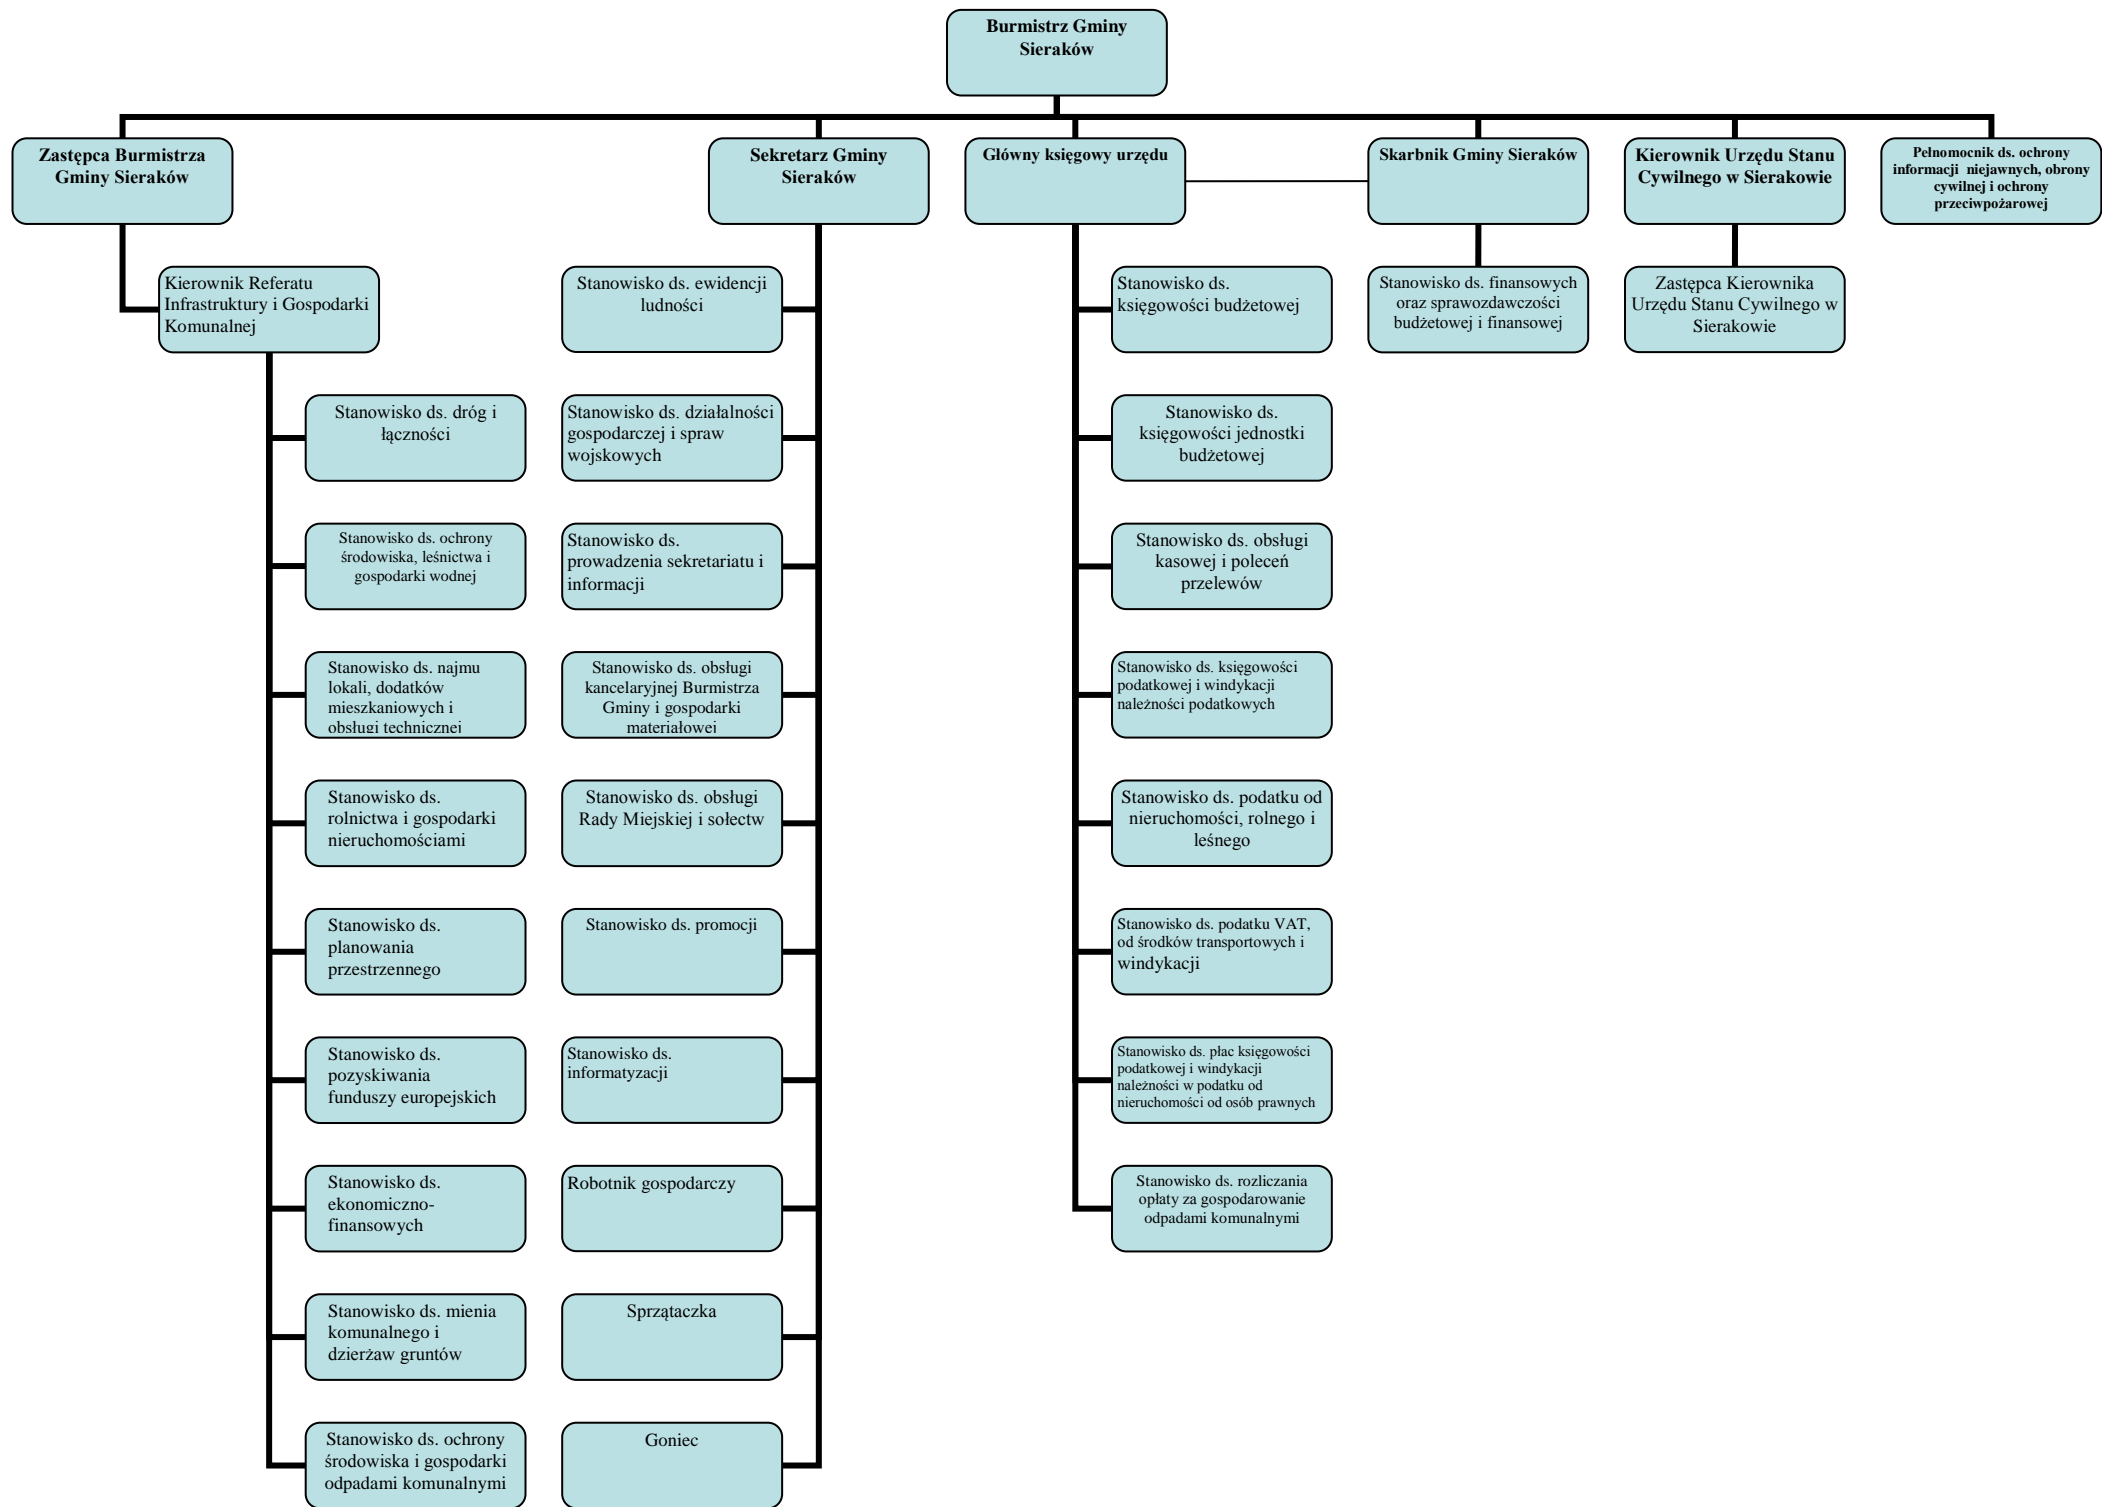 Burmistrz Gminy
Sieraków
Zastępca Burmistrza
Gminy Sieraków
Sekretarz Gminy
Sieraków
Główny księgowy urzędu
Skarbnik Gminy Sieraków
Kierownik Urzędu Stanu
Cywilnego w Sierakowie
Pełnomocnik ds. ochrony
informacji niejawnych, obrony
cywilnej i ochrony
przeciwpożarowej
Kierownik Referatu
Infrastruktury i Gospodarki
Komunalnej
Stanowisko ds. dróg i
łączności
Stanowisko ds. ochrony
środowiska, leśnictwa i
gospodarki wodnej
Stanowisko ds. najmu
lokali, dodatków
mieszkaniowych i
obsługi technicznej
Stanowisko ds.
rolnictwa i gospodarki
nieruchomościami
Stanowisko ds.
planowania
przestrzennego
Stanowisko ds.
pozyskiwania
funduszy europejskich
Stanowisko ds.
ekonomiczno-
finansowych
Stanowisko ds. mienia
komunalnego i
dzierżaw gruntów
Stanowisko ds. ochrony
środowiska i gospodarki
odpadami komunalnymi
Stanowisko ds. ewidencji
ludności
Stanowisko ds. działalności
gospodarczej i spraw
wojskowych
Stanowisko ds.
prowadzenia sekretariatu i
informacji
Stanowisko ds. obsługi
kancelaryjnej Burmistrza
Gminy i gospodarki
materiałowej
Stanowisko ds. obsługi
Rady Miejskiej i sołectw
Stanowisko ds. promocji
Stanowisko ds.
informatyzacji
Robotnik gospodarczy
Sprzątaczka
Goniec
Stanowisko ds.
księgowości budżetowej
Stanowisko ds.
księgowości jednostki
budżetowej
Stanowisko ds. obsługi
kasowej i poleceń
przelewów
Stanowisko ds. księgowości
podatkowej i windykacji
należności podatkowych
Stanowisko ds. podatku od
nieruchomości, rolnego i
leśnego
Stanowisko ds. podatku VAT,
od środków transportowych i
windykacji
Stanowisko ds. płac księgowości
podatkowej i windykacji
należności w podatku od
nieruchomości od osób prawnych
Stanowisko ds. rozliczania
opłaty za gospodarowanie
odpadami komunalnymi
Stanowisko ds. finansowych
oraz sprawozdawczości
budżetowej i finansowej
Zastępca Kierownika
Urzędu Stanu Cywilnego w
Sierakowie